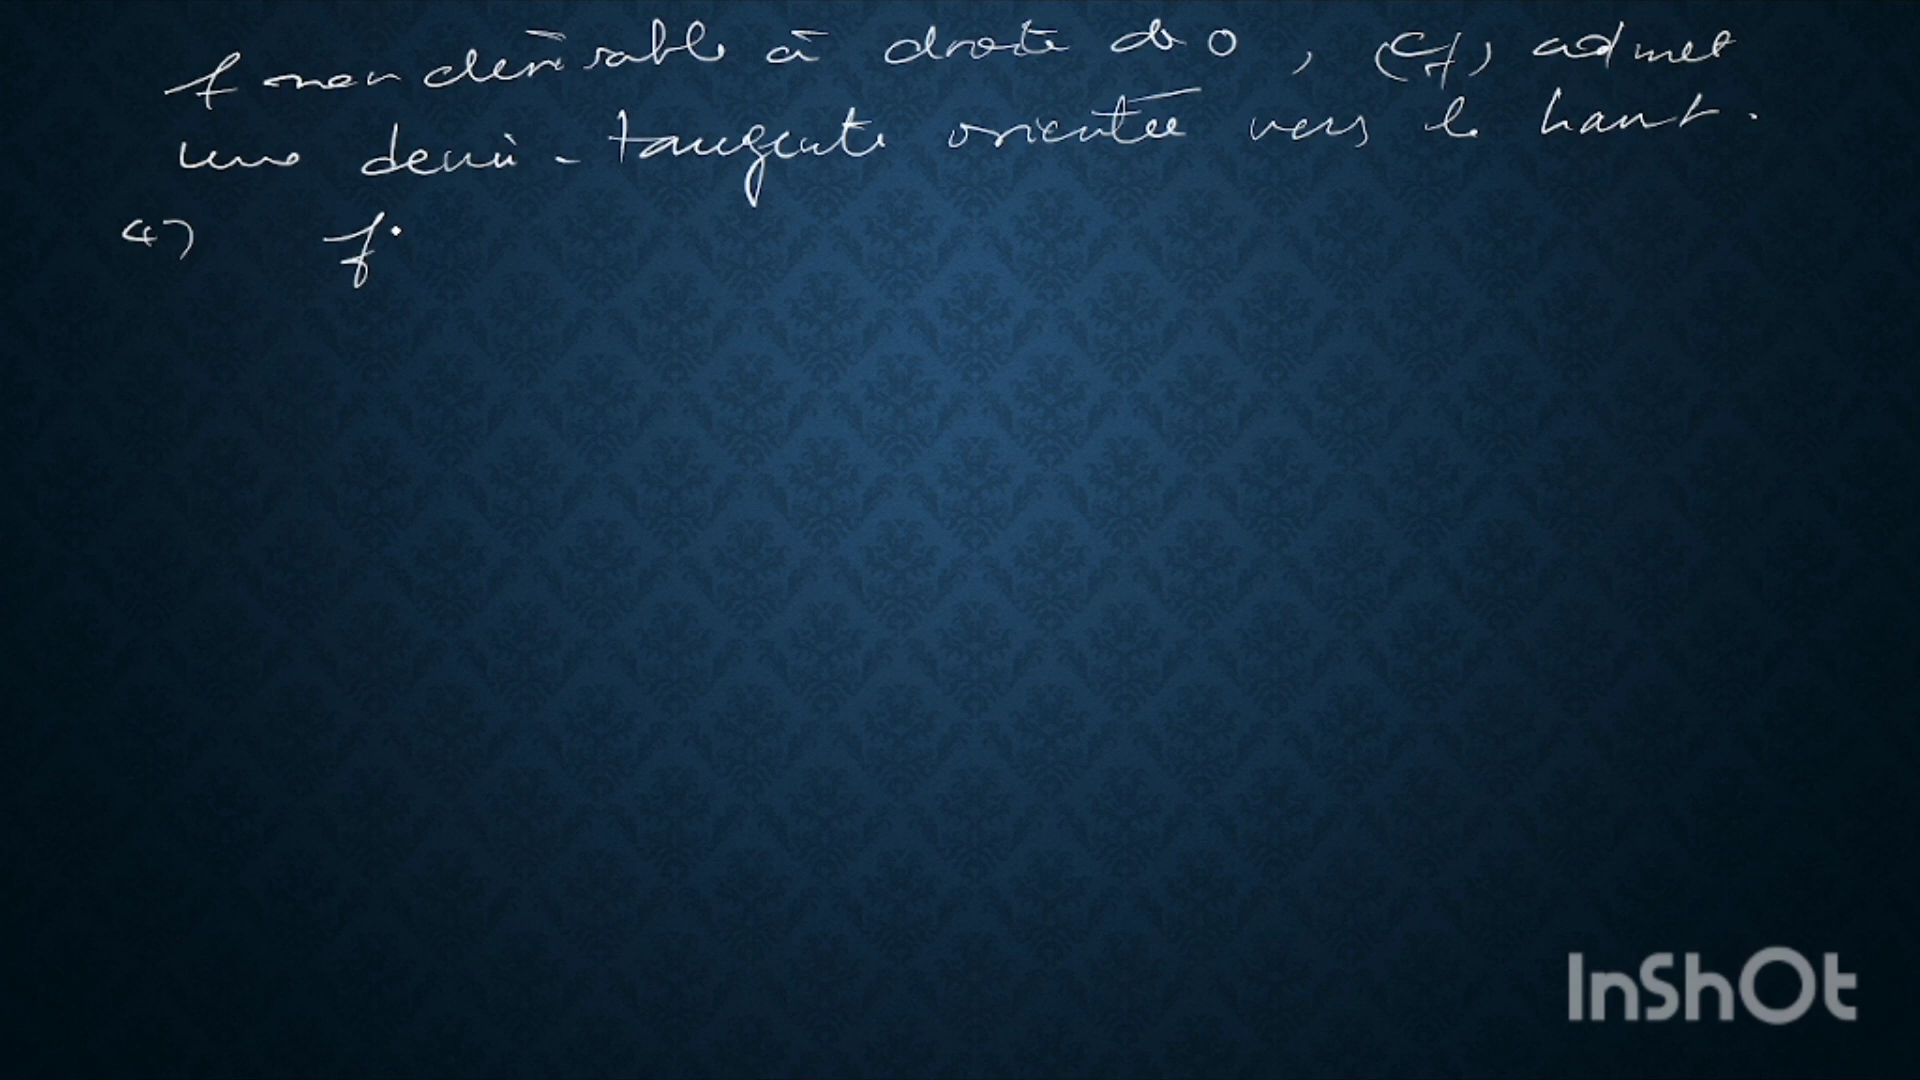 f non dérivable à droite de 0, (Cf) admet
une demi-tangente orientée vers le haut.
4) f
InShOt